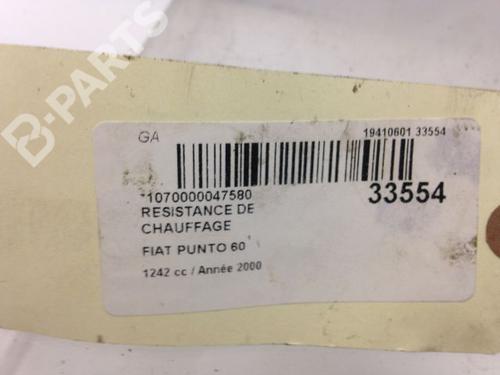 B-PARTS
GA
19410601 33554
*1070000047580
33554
RESISTANCE DE
CHAUFFAGE
FIAT PUNTO 60
1242 cc / Année 2000